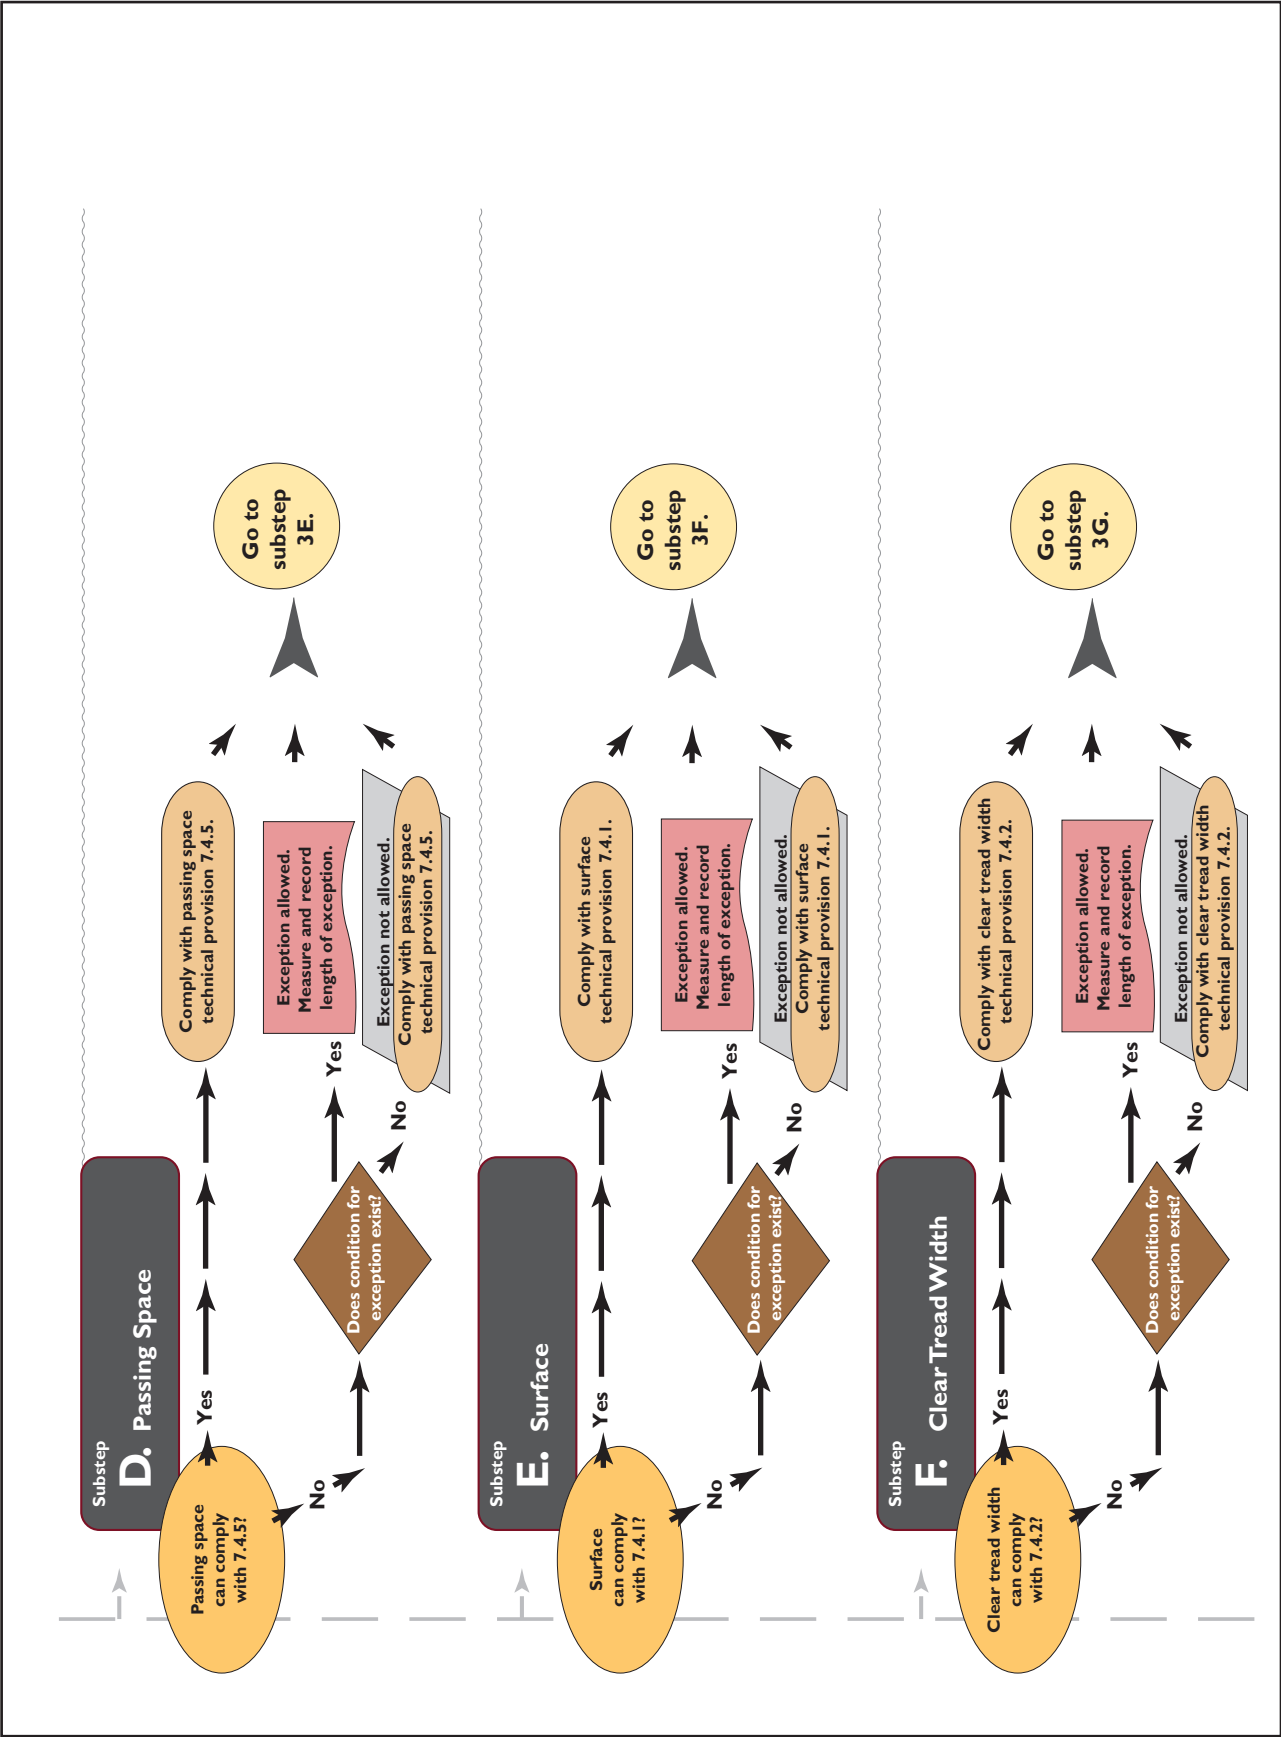 Substep
D. Passing Space
Passing space
can comply
with 7.4.5?
Yes
Comply with passing space
technical provision 7.4.5.
No
Does condition for
exception exist?
Yes
Exception allowed.
Measure and record
length of exception.
No
Exception not allowed.
Comply with passing space
technical provision 7.4.5.
Go to
substep
3E.
Substep
E. Surface
Surface
can comply
with 7.4.1?
Yes
Comply with surface
technical provision 7.4.1.
No
Does condition for
exception exist?
Yes
Exception allowed.
Measure and record
length of exception.
No
Exception not allowed.
Comply with surface
technical provision 7.4.1.
Go to
substep
3F.
Substep
F. Clear Tread Width
Clear tread width
can comply
with 7.4.2?
Yes
Comply with clear tread width
technical provision 7.4.2.
No
Does condition for
exception exist?
Yes
Exception allowed.
Measure and record
length of exception.
No
Exception not allowed.
Comply with clear tread width
technical provision 7.4.2.
Go to
substep
3G.